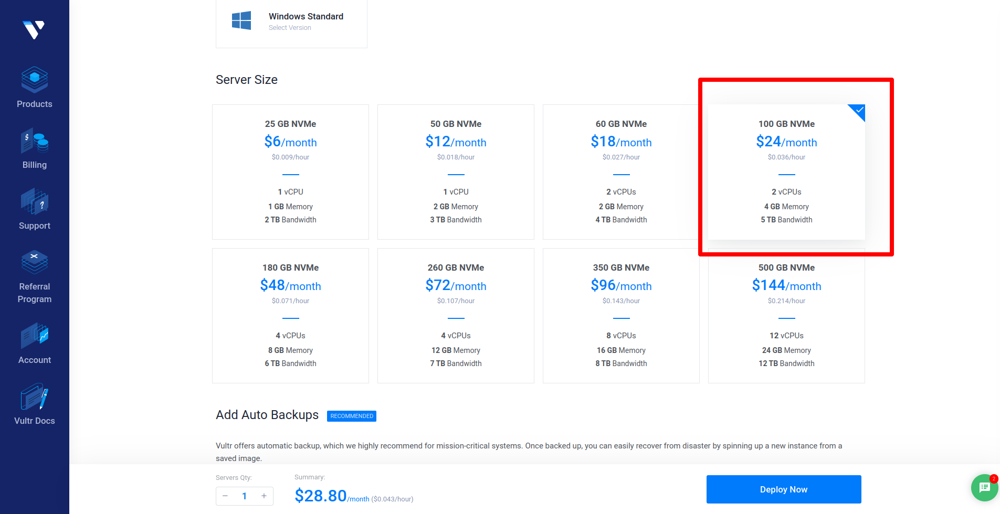 Windows Standard
Select Version
Products
Billing
Support
Referral
Program
Account
Vultr Docs
Server Size
25 GB NVMe
$6/month
$0.009/hour
1 vCPU
1 GB Memory
2 TB Bandwidth
50 GB NVMe
$12/month
$0.018/hour
1 vCPU
2 GB Memory
3 TB Bandwidth
60 GB NVMe
$18/month
$0.027/hour
2 vCPUs
2 GB Memory
4 TB Bandwidth
100 GB NVMe
$24/month
$0.036/hour
2 vCPUs
4 GB Memory
5 TB Bandwidth
180 GB NVMe
$48/month
$0.071/hour
4 vCPUs
8 GB Memory
6 TB Bandwidth
260 GB NVMe
$72/month
$0.107/hour
4 vCPUs
12 GB Memory
7 TB Bandwidth
350 GB NVMe
$96/month
$0.143/hour
8 vCPUs
16 GB Memory
8 TB Bandwidth
500 GB NVMe
$144/month
$0.214/hour
12 vCPUs
24 GB Memory
12 TB Bandwidth
Add Auto Backups RECOMMENDED
Vultr offers automatic backup, which we highly recommend for mission-critical systems. Once backed up, you can easily recover from disaster by spinning up a new instance from a
saved image.
Servers Qty:
− 1 +
Summary:
$28.80/month ($0.043/hour)
Deploy Now
2